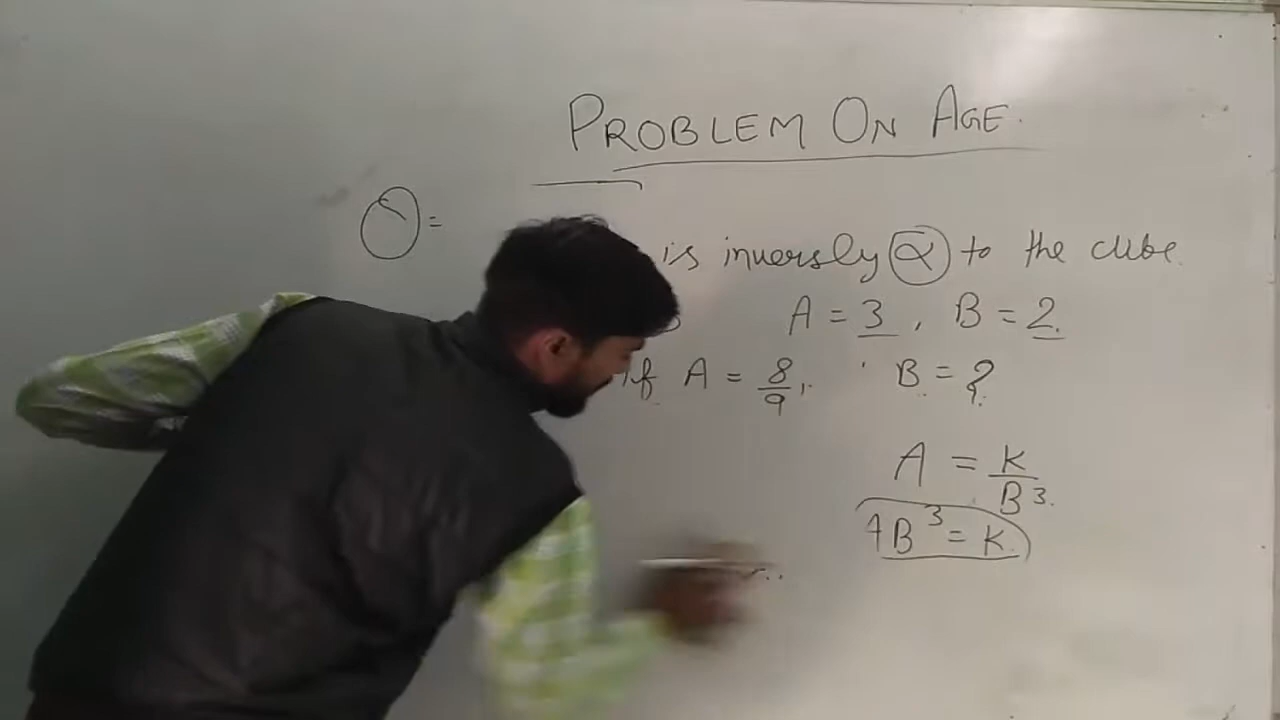 PROBLEM ON AGE.
Q=
is inversly ∝ to the cube.
A = 3, B = 2.
if A = 8/9, B = ?
A = K/B³.
AB³ = K.